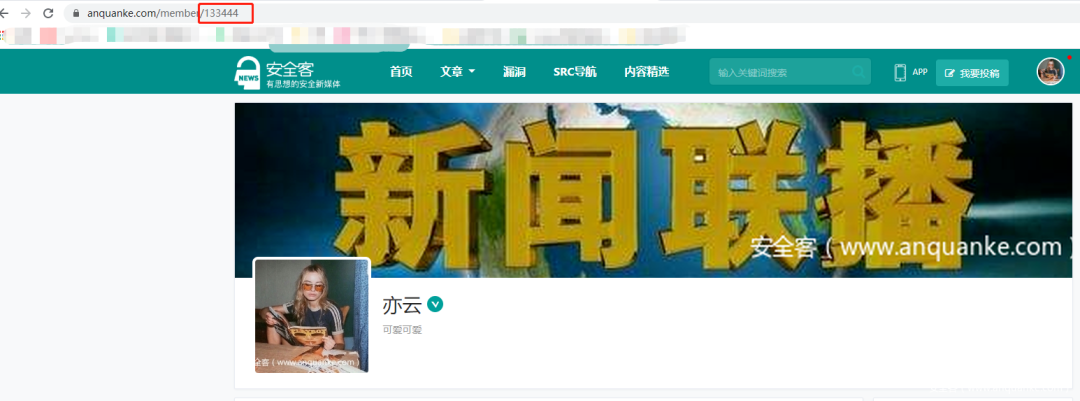 anquanke.com/member/133444
NEWS 安全客
有思想的安全新媒体
首页 文章 漏洞 SRC导航 内容精选 输入关键词搜索 APP 我要投稿
新闻联播
安全客（www.anquanke.com）
亦云 V
可爱可爱
安全客（www.anquanke.com）